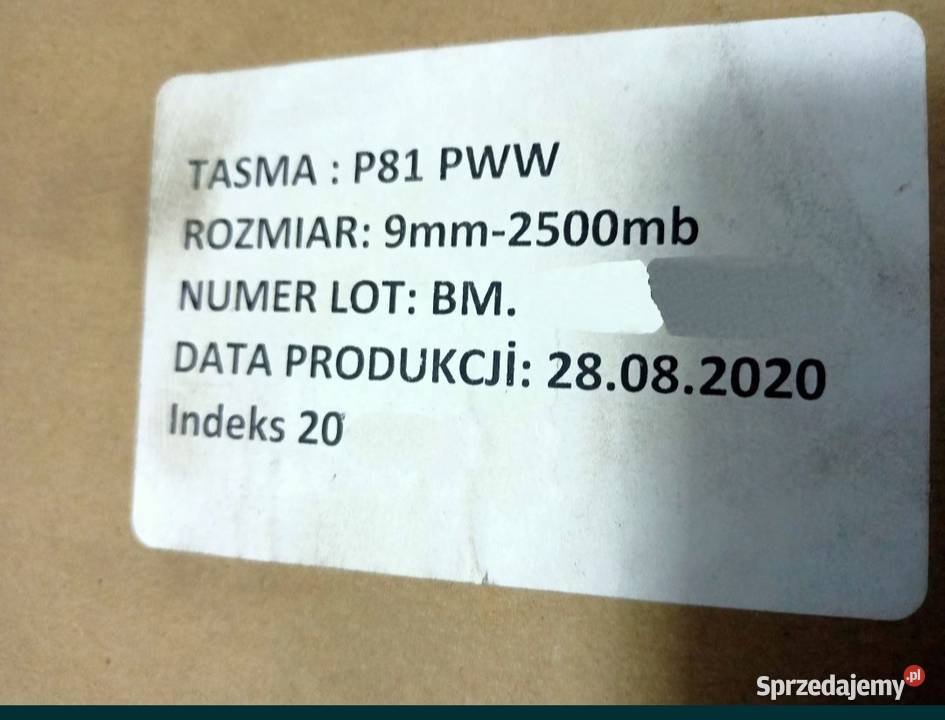 TASMA : P81 PWW
ROZMIAR: 9mm-2500mb
NUMER LOT: BM.
DATA PRODUKCJİ: 28.08.2020
Indeks 20
Sprzedajemy.pl